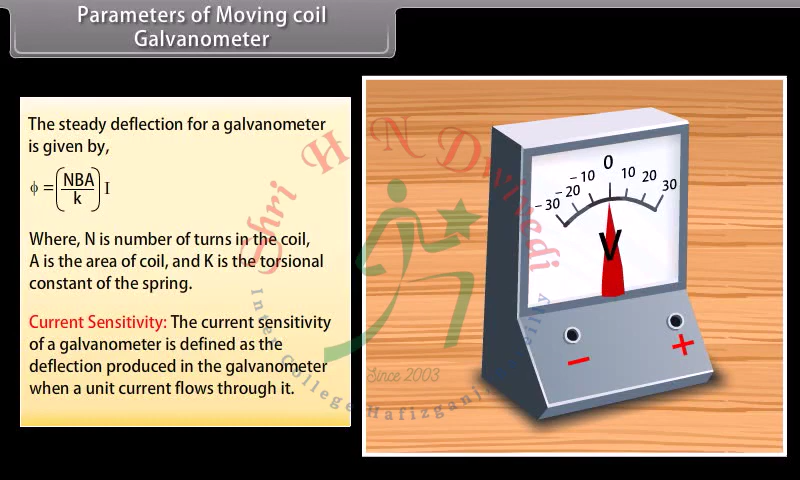 Parameters of Moving coil
Galvanometer
The steady deflection for a galvanometer
is given by,
ϕ = (NBA/k) I
Where, N is number of turns in the coil,
A is the area of coil, and K is the torsional
constant of the spring.
Current Sensitivity: The current sensitivity
of a galvanometer is defined as the
deflection produced in the galvanometer
when a unit current flows through it.
-30 -20 -10 0 10 20 30
V
− +
Shri H N Dwivedi
Inter College Hafizganj
Since 2003